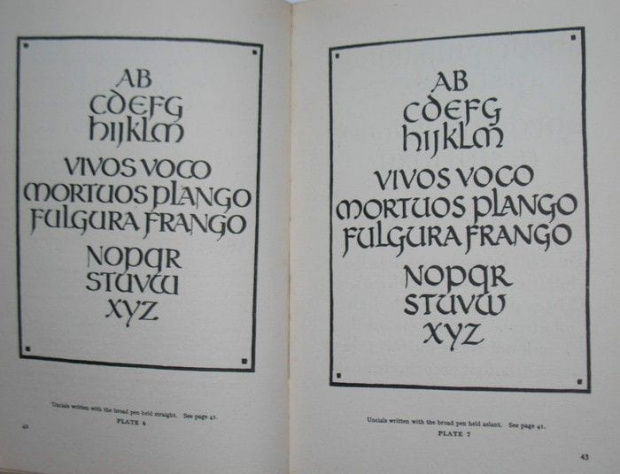 AB
CDEFG
hIJKLM
VIVOS VOCO
MORTUOS PLANGO
FULGURA FRANGO
NOPQR
STUVW
XYZ
Uncials written with the broad pen held straight. See page 41.
PLATE 6
AB
CDEFG
hIJKLM
VIVOS VOCO
MORTUOS PLANGO
FULGURA FRANGO
NOPQR
STUVW
XYZ
Uncials written with the broad pen held aslant. See page 41.
PLATE 7
43